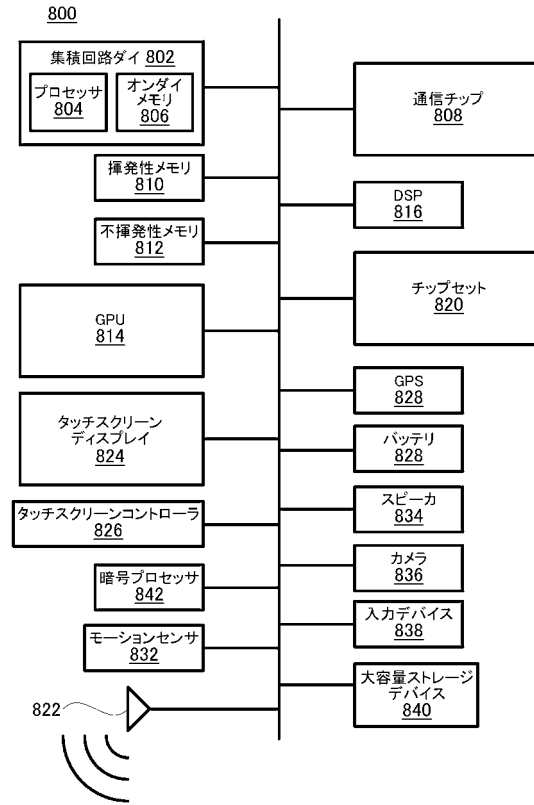 800
集積回路ダイ 802
プロセッサ
804
オンダイ
メモリ
806
揮発性メモリ
810
不揮発性メモリ
812
GPU
814
タッチスクリーン
ディスプレイ
824
タッチスクリーンコントローラ
826
暗号プロセッサ
842
モーションセンサ
832
822
通信チップ
808
DSP
816
チップセット
820
GPS
828
バッテリ
828
スピーカ
834
カメラ
836
入力デバイス
838
大容量ストレージ
デバイス
840